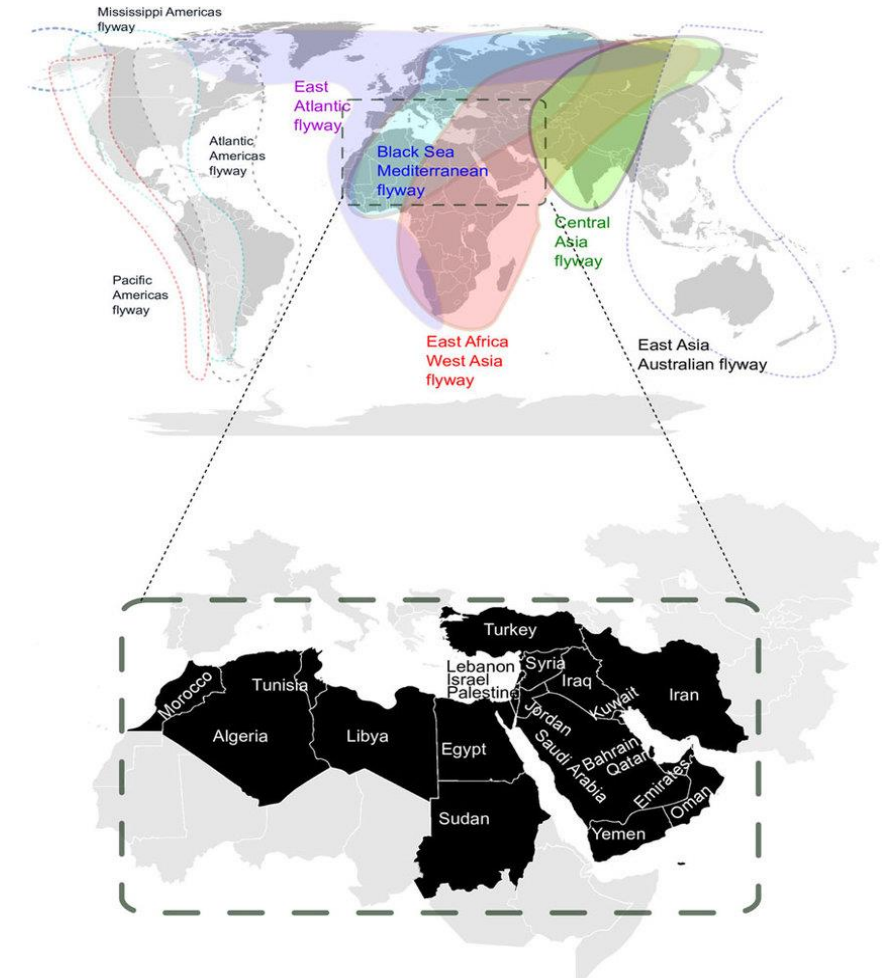 Mississippi Americas
flyway
East
Atlantic
flyway
Atlantic
Americas
flyway
Black Sea
Mediterranean
flyway
Central
Asia
flyway
Pacific
Americas
flyway
East Africa
West Asia
flyway
East Asia
Australian flyway
Turkey
Lebanon
Israel
Palestine
Syria
Iraq
Iran
Kuwait
Morocco
Tunisia
Algeria
Libya
Egypt
Jordan
Saudi Arabia
Bahrain
Qatar
Emirates
Oman
Sudan
Yemen